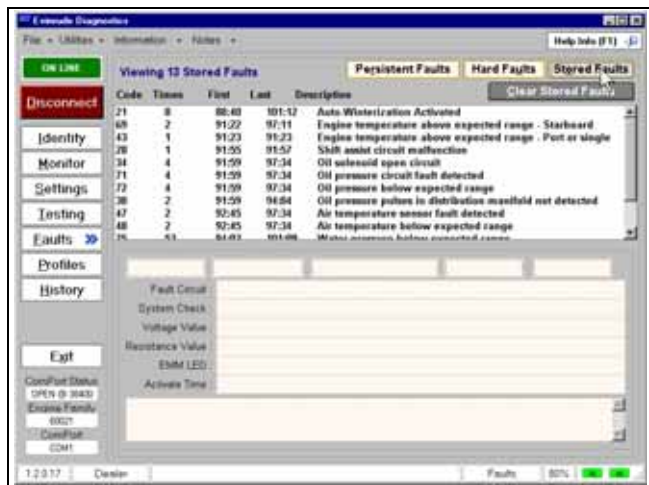 Evinrude Diagnostics
File Utilities Information Notes Help Info (F1)
ON LINE
Viewing 13 Stored Faults
Persistent Faults Hard Faults Stored Faults
Clear Stored Faults
Disconnect
Identity
Monitor
Settings
Testing
Faults
Profiles
History
Exit
Code Times First Last Description
21 8 88:40 101:12 Auto Winterization Activated
2 91:22 97:11 Engine temperature above expected range - Starboard
43 1 91:23 91:23 Engine temperature above expected range - Port or single
28 1 91:55 91:57 Shift assist circuit malfunction
34 4 91:59 97:34 Oil solenoid open circuit
71 4 91:59 97:34 Oil pressure circuit fault detected
72 4 91:59 97:34 Oil pressure below expected range
38 2 91:59 94:04 Oil pressure pulses in distribution manifold not detected
47 2 92:45 97:34 Air temperature sensor fault detected
48 2 92:45 97:34 Air temperature below expected range
Water pressure below expected range
Fault Circuit
System Check
Voltage Value
Resistance Value
EMM LED
Activate Time
ComPort Status
OPEN @ 38400
Engine Family
60021
ComPort
COM1
1.2.0.17 Dealer Faults 80%